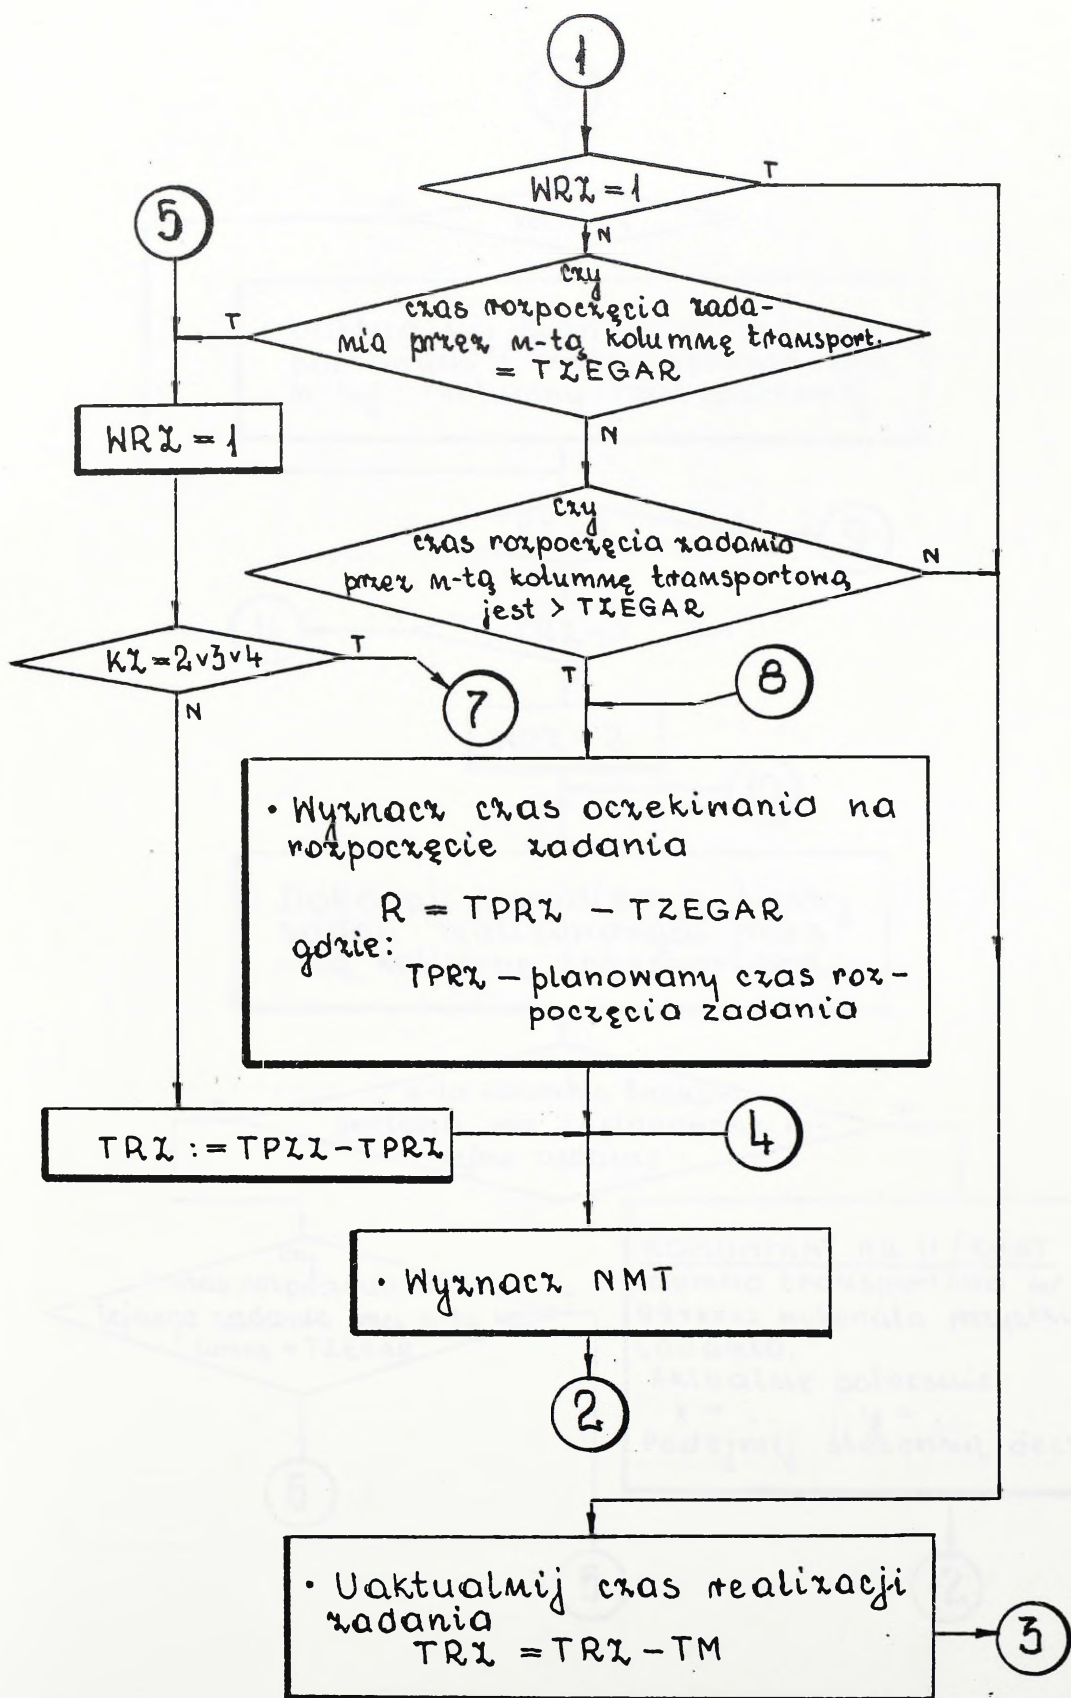 1
WRZ = 1
T
N
5
czy
czas rozpoczęcia zada-
nia przez n-tą kolumnę transport.
= TZEGAR
T
N
WRZ = 1
czy
czas rozpoczęcia zadania
przez n-tą kolumnę transportową
jest > TZEGAR
N
T
KZ = 2 v 3 v 4
T
N
7
8
• Wyznacz czas oczekiwania na
rozpoczęcie zadania
R = TPRZ - TZEGAR
gdzie:
TPRZ - planowany czas roz-
poczęcia zadania
TRZ := TPZZ - TPRZ
4
• Wyznacz NMT
2
• Uaktualnij czas realizacji
zadania
TRZ = TRZ - TM
3